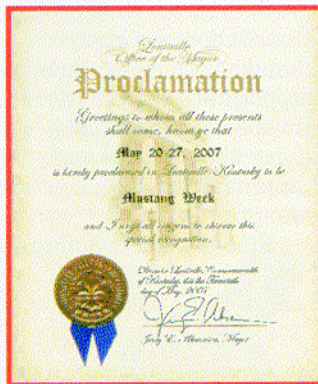 Louisville
Office of the Mayor
Proclamation
Greetings to whom all these presents
shall come, know ye that
May 20-27, 2007
is hereby proclaimed in Louisville, Kentucky to be
Mustang Week
and I urge all citizens to observe this
special recognition.
Done in Louisville, Commonwealth
of Kentucky, this the
day of May, 2005
Jerry E. Abramson, Mayor